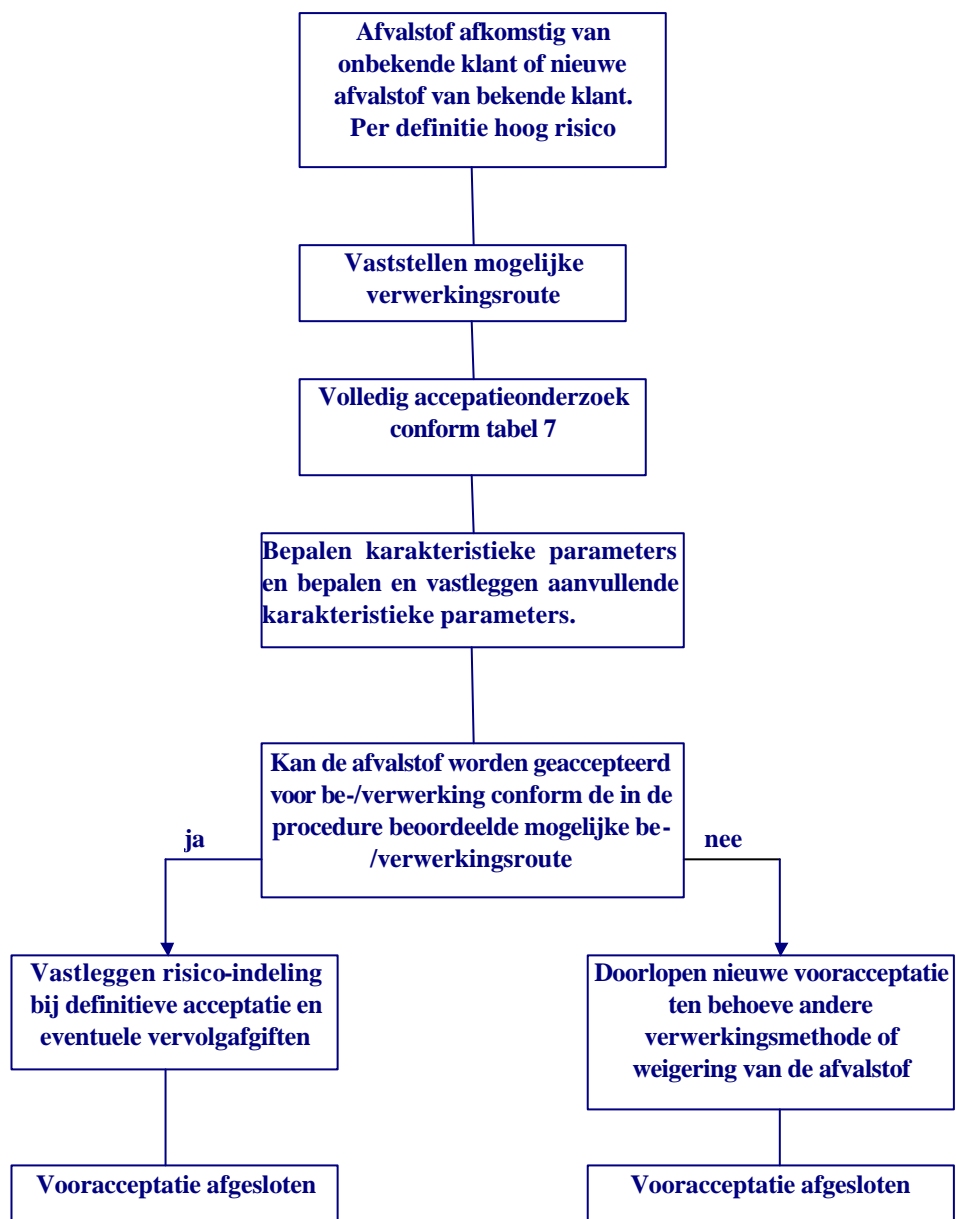 Afvalstof afkomstig van
onbekende klant of nieuwe
afvalstof van bekende klant.
Per definitie hoog risico
Vaststellen mogelijke
verwerkingsroute
Volledig accepatieonderzoek
conform tabel 7
Bepalen karakteristieke parameters
en bepalen en vastleggen aanvullende
karakteristieke parameters.
Kan de afvalstof worden geaccepteerd
voor be-/verwerking conform de in de
procedure beoordeelde mogelijke be-
/verwerkingsroute
ja
nee
Vastleggen risico-indeling
bij definitieve acceptatie en
eventuele vervolgafgiften
Doorlopen nieuwe vooracceptatie
ten behoeve andere
verwerkingsmethode of
weigering van de afvalstof
Vooracceptatie afgesloten
Vooracceptatie afgesloten